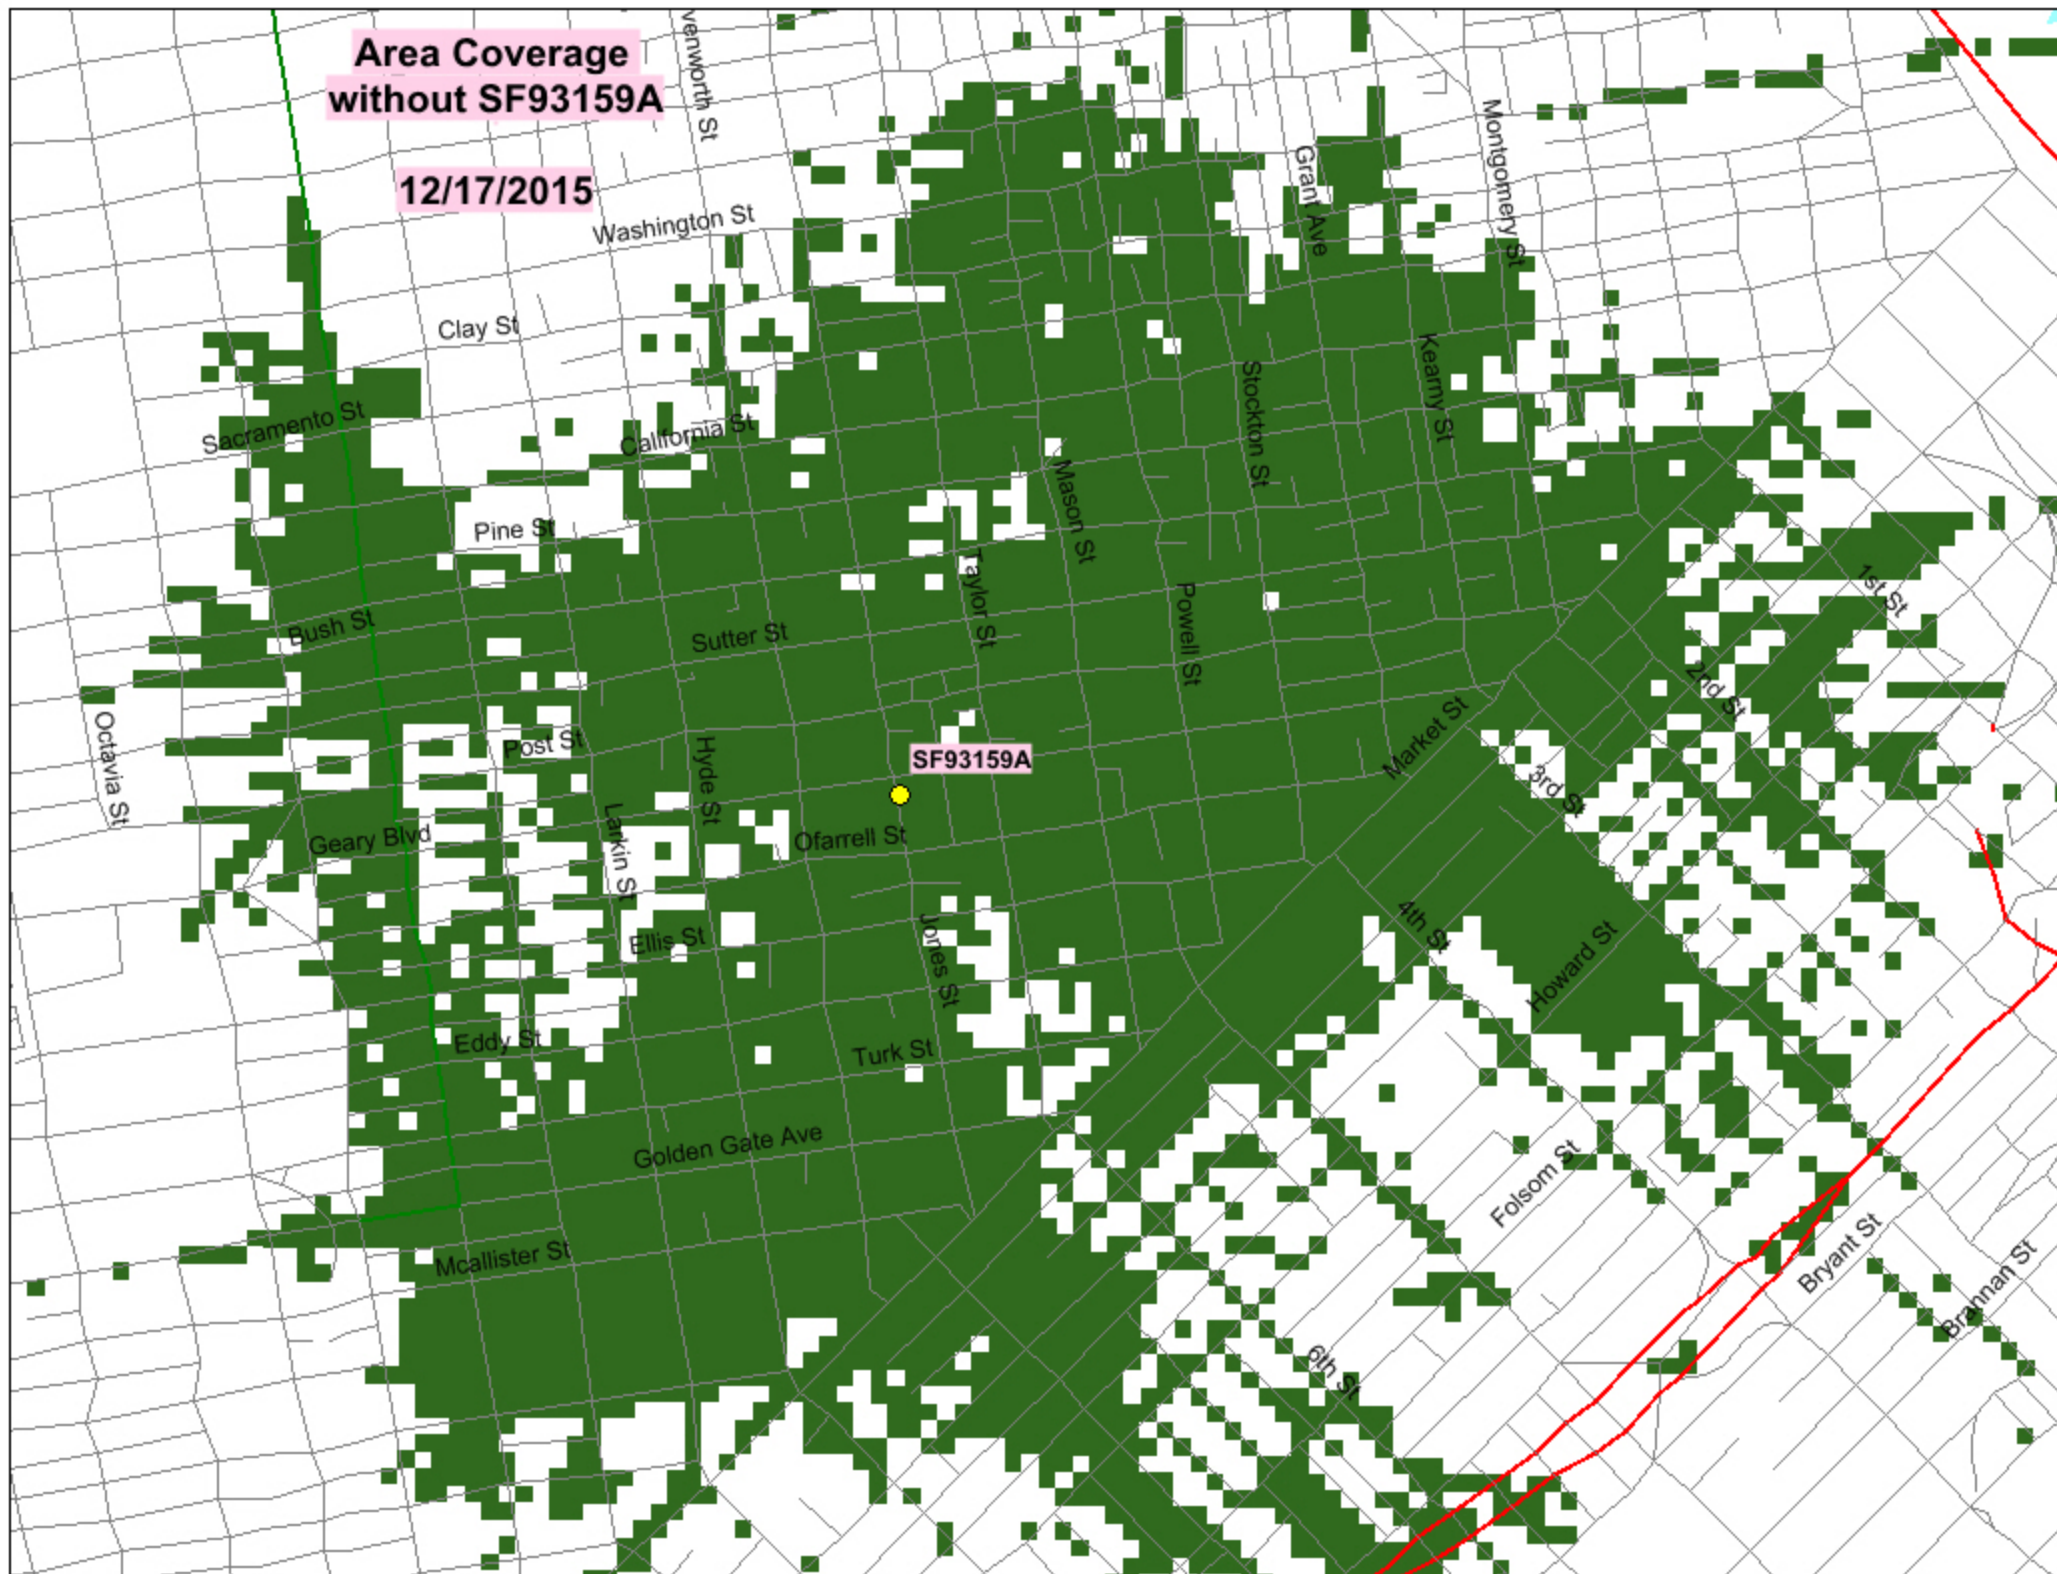 Area Coverage
without SF93159A
12/17/2015
venworth St
Montgomery St
Grant Ave
Washington St
Clay St
Kearny St
Stockton St
Sacramento St
California St
Mason St
Pine St
Taylor St
1st St
Powell St
Bush St
Sutter St
2nd St
Market St
Octavia St
Post St
Hyde St
SF93159A
3rd St
Larkin St
Geary Blvd
Ofarrell St
4th St
Jones St
Howard St
Ellis St
Eddy St
Turk St
Golden Gate Ave
Folsom St
Mcallister St
Bryant St
Brannan St
6th St